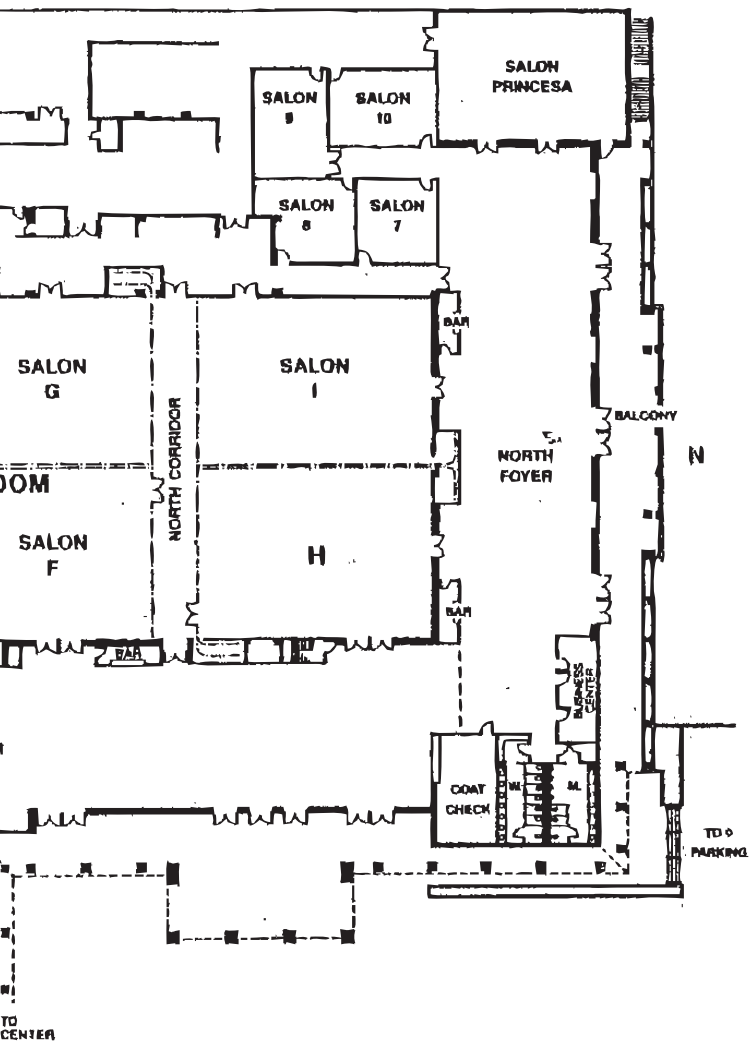 SALON
PRINCESA
SALON
9
SALON
10
SALON
8
SALON
7
BAR
SALON
G
SALON
I
NORTH CORRIDOR
BALCONY
N
NORTH
FOYER
OOM
SALON
F
H
BAR
BAR
BUSINESS
CENTER
COAT
CHECK
W.
M.
TO
PARKING
TO
CENTER